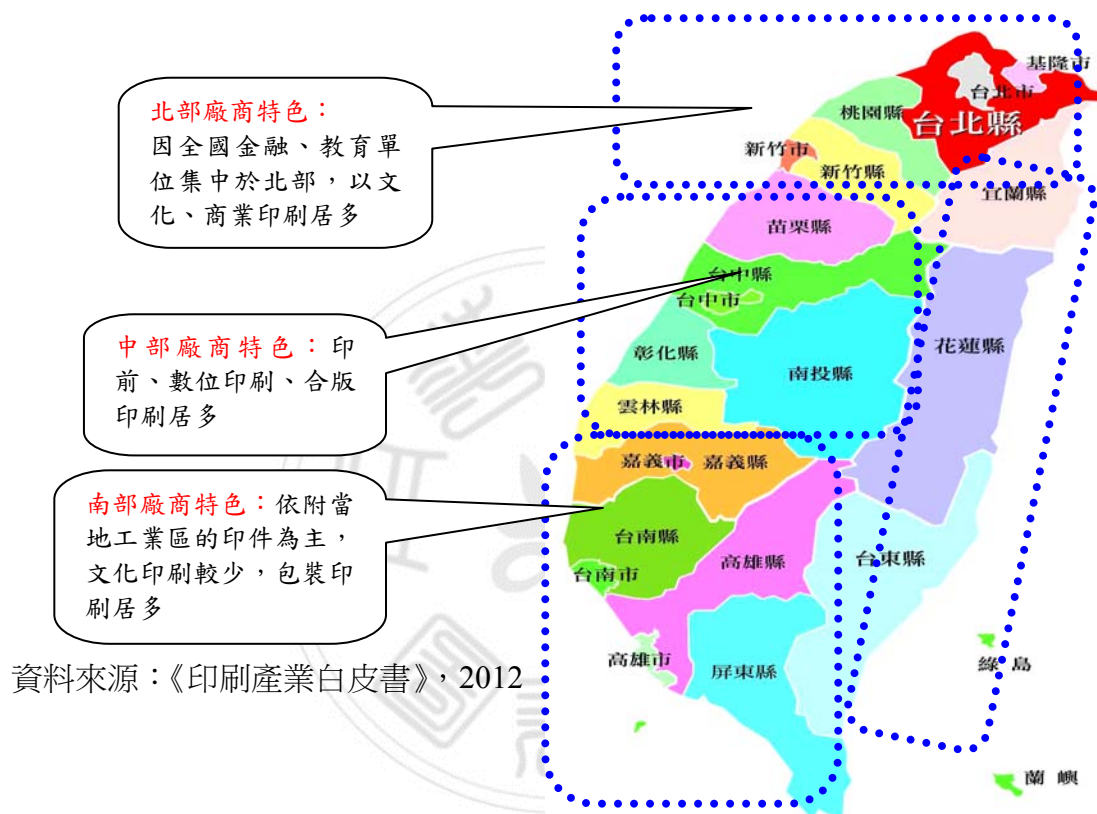 北部廠商特色：
因全國金融、教育單
位集中於北部，以文
化、商業印刷居多
中部廠商特色：印
前、數位印刷、合版
印刷居多
南部廠商特色：依附當
地工業區的印件為主，
文化印刷較少，包裝印
刷居多
資料來源：《印刷產業白皮書》，2012
基隆市
台北市
台北縣
桃園縣
新竹市
新竹縣
宜蘭縣
苗栗縣
台中縣
台中市
彰化縣
南投縣
花蓮縣
雲林縣
嘉義市
嘉義縣
台南縣
台南市
高雄縣
台東縣
高雄市
屏東縣
綠島
蘭嶼